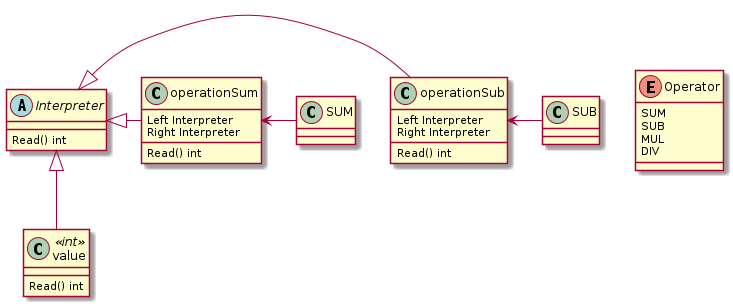 A Interpreter
Read() int
C operationSum
Left Interpreter
Right Interpreter
Read() int
C SUM
C operationSub
Left Interpreter
Right Interpreter
Read() int
C SUB
E Operator
SUM
SUB
MUL
DIV
C «int»
value
Read() int